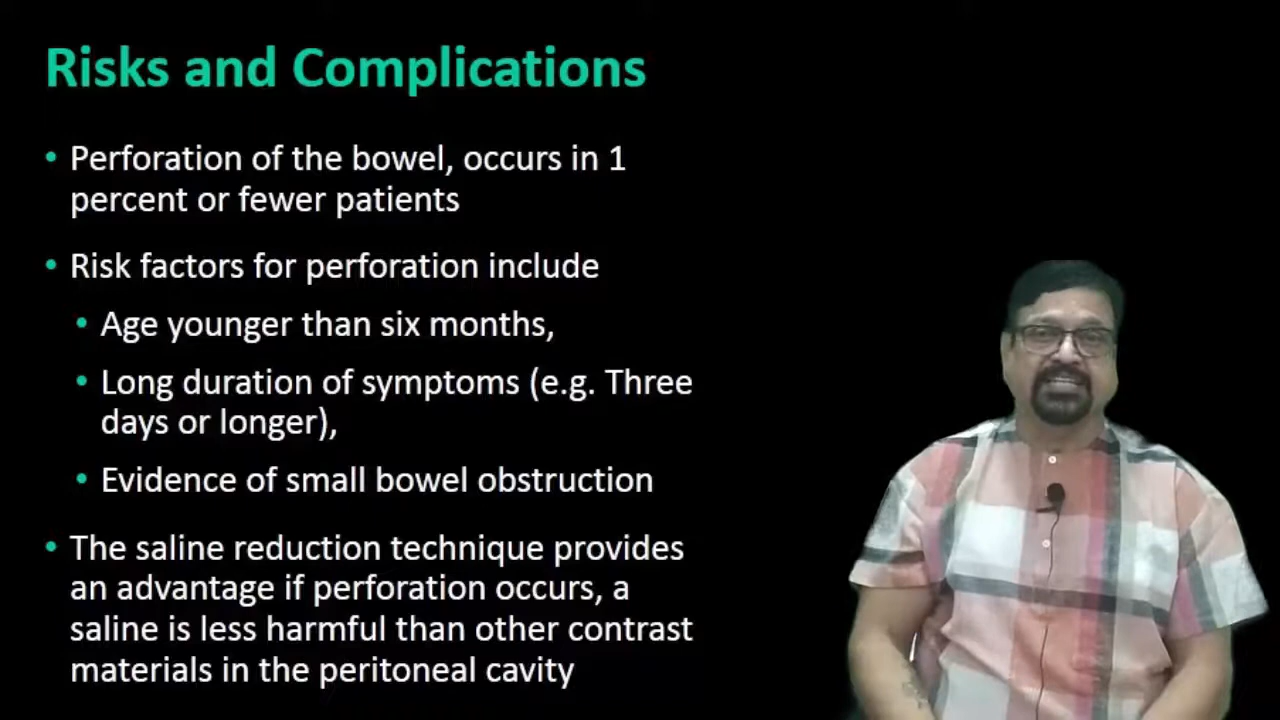 Risks and Complications
• Perforation of the bowel, occurs in 1
percent or fewer patients
• Risk factors for perforation include
• Age younger than six months,
• Long duration of symptoms (e.g. Three
days or longer),
• Evidence of small bowel obstruction
• The saline reduction technique provides
an advantage if perforation occurs, a
saline is less harmful than other contrast
materials in the peritoneal cavity